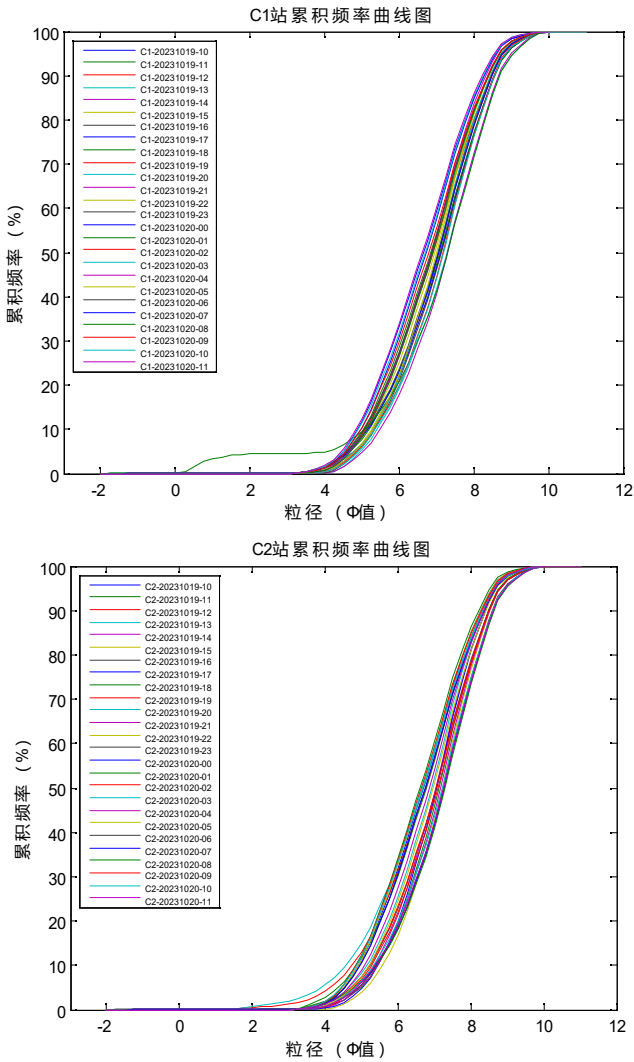 C1站累积频率曲线图
100
90
80
70
60
50
40
30
20
10
0
累积频率 (%)
C1-20231019-10
C1-20231019-11
C1-20231019-12
C1-20231019-13
C1-20231019-14
C1-20231019-15
C1-20231019-16
C1-20231019-17
C1-20231019-18
C1-20231019-19
C1-20231019-20
C1-20231019-21
C1-20231019-22
C1-20231019-23
C1-20231020-00
C1-20231020-01
C1-20231020-02
C1-20231020-03
C1-20231020-04
C1-20231020-05
C1-20231020-06
C1-20231020-07
C1-20231020-08
C1-20231020-09
C1-20231020-10
C1-20231020-11
-2 0 2 4 6 8 10 12
粒径 (Φ值)
C2站累积频率曲线图
100
90
80
70
60
50
40
30
20
10
0
累积频率 (%)
C2-20231019-10
C2-20231019-11
C2-20231019-12
C2-20231019-13
C2-20231019-14
C2-20231019-15
C2-20231019-16
C2-20231019-17
C2-20231019-18
C2-20231019-19
C2-20231019-20
C2-20231019-21
C2-20231019-22
C2-20231019-23
C2-20231020-00
C2-20231020-01
C2-20231020-02
C2-20231020-03
C2-20231020-04
C2-20231020-05
C2-20231020-06
C2-20231020-07
C2-20231020-08
C2-20231020-09
C2-20231020-10
C2-20231020-11
-2 0 2 4 6 8 10 12
粒径 (Φ值)